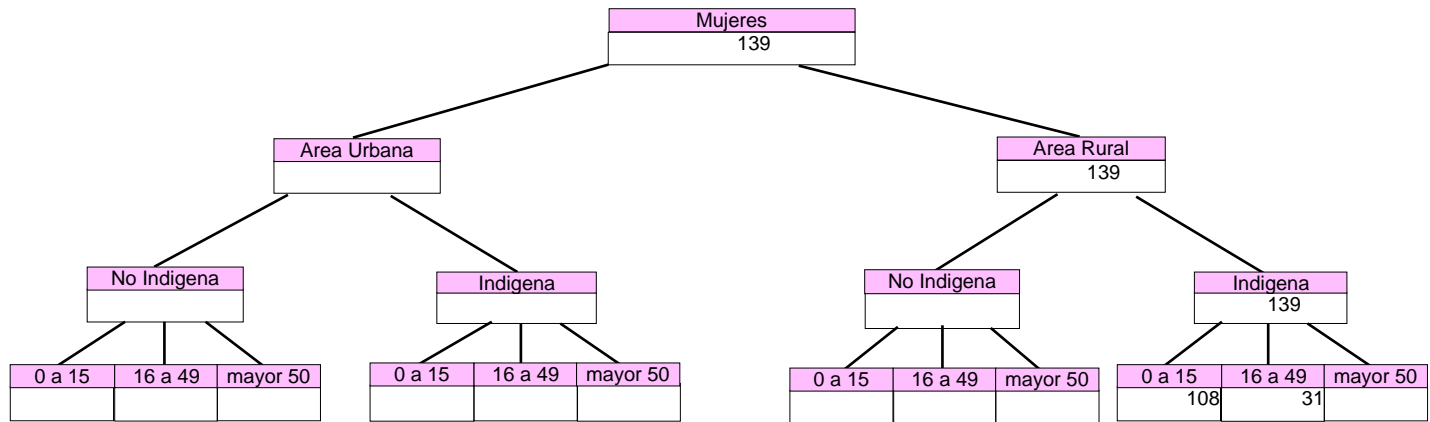 Mujeres
139
Area Urbana
Area Rural
139
No Indigena
Indigena
No Indigena
Indigena
139
0 a 15 16 a 49 mayor 50
0 a 15 16 a 49 mayor 50
0 a 15 16 a 49 mayor 50
0 a 15 16 a 49 mayor 50
108 31